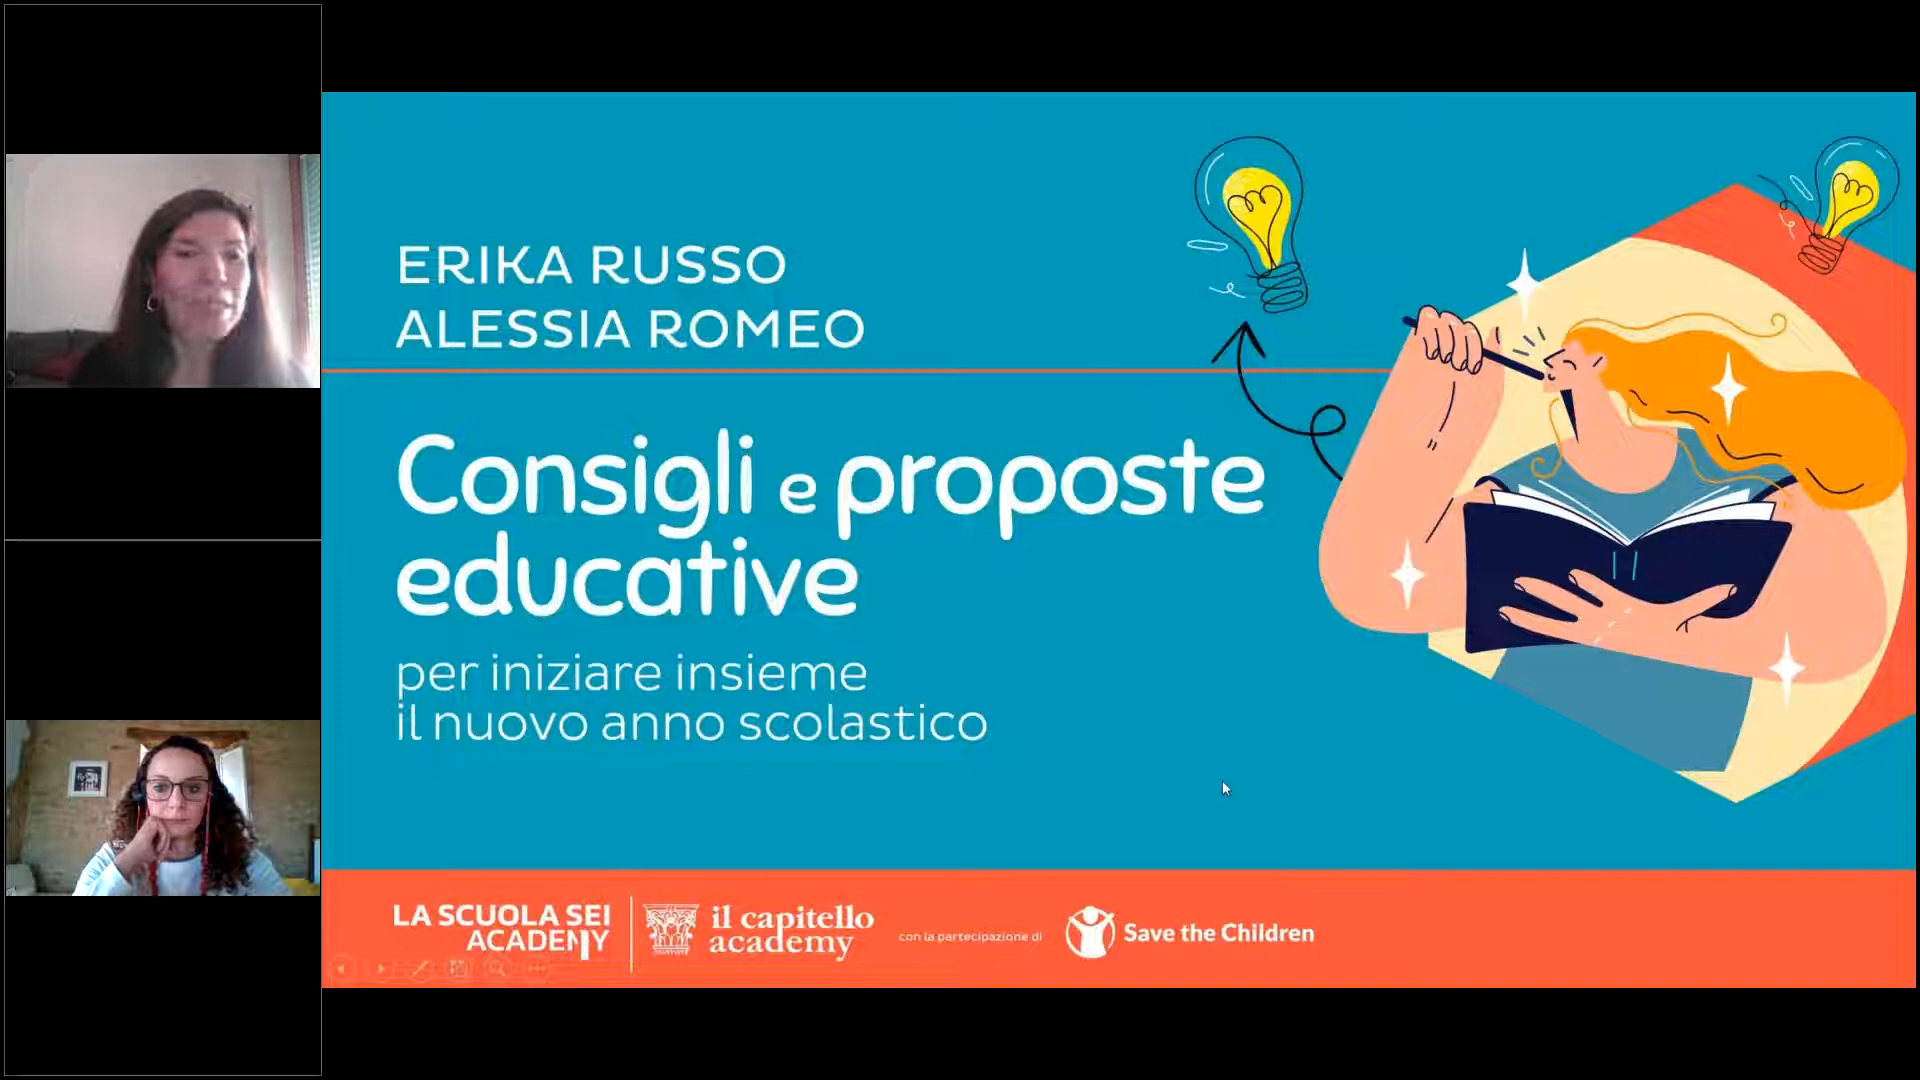 ERIKA RUSSO
ALESSIA ROMEO
Consigli e proposte
educative
per iniziare insieme
il nuovo anno scolastico
LA SCUOLA SEI
ACADEMY
il capitello
academy
con la partecipazione di
Save the Children